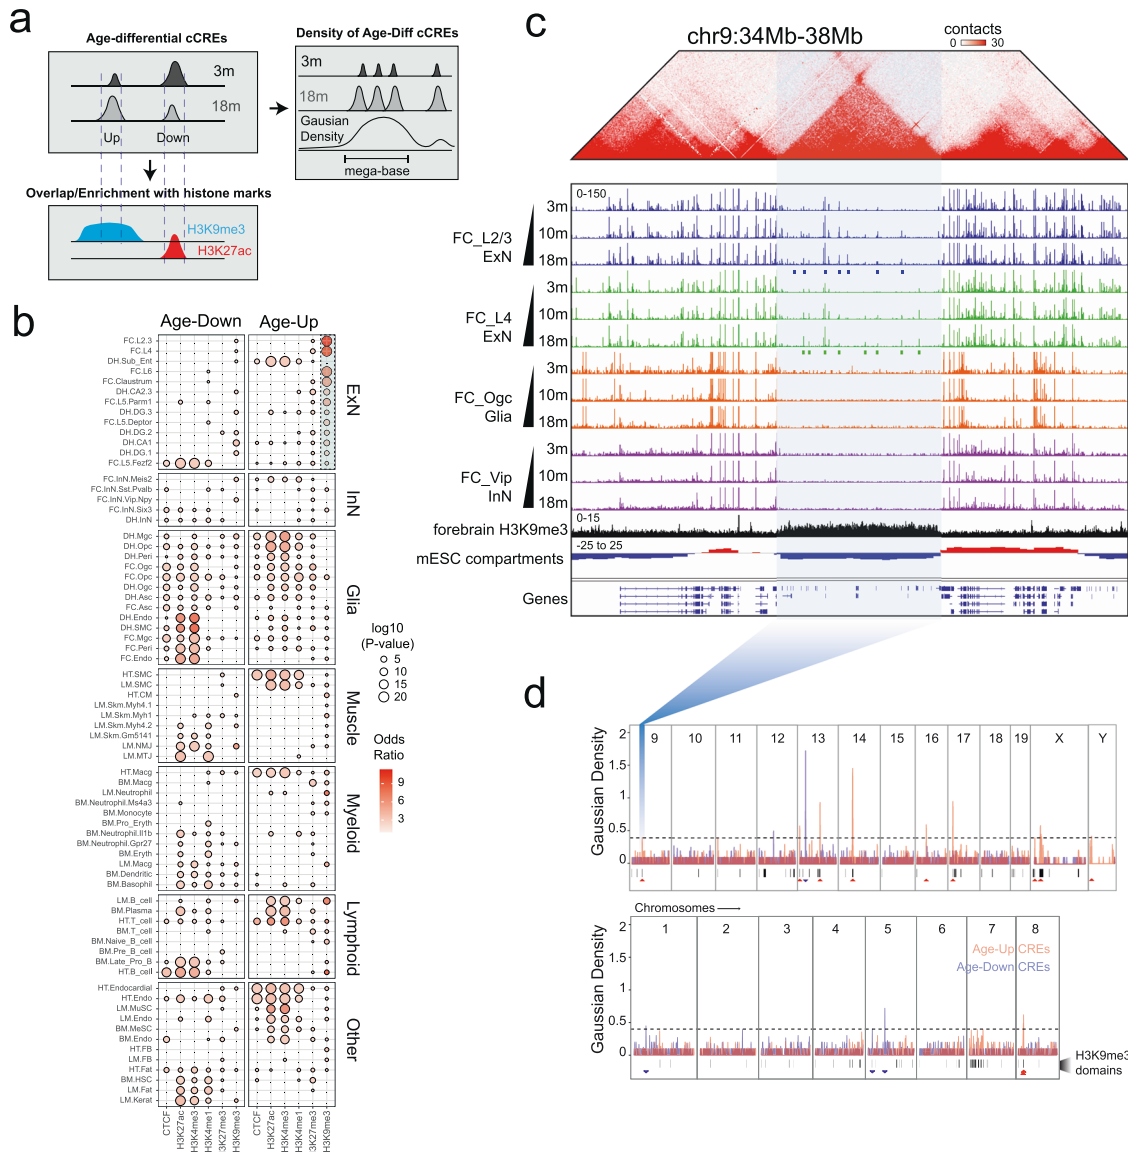 a
Age-differential cCREs
3m
18m
Up
Down
Density of Age-Diff cCREs
3m
18m
Gausian
Density
mega-base
Overlap/Enrichment with histone marks
H3K9me3
H3K27ac
b
Age-Down
Age-Up
FC.L2.3
FC.L4
DH.Sub_Ent
FC.L6
FC.Claustrum
DH.CA2.3
FC.L5.Parm1
DH.DG.3
FC.L5.Deptor
DH.DG.2
DH.CA1
DH.DG.1
FC.L5.Fezf2
ExN
FC.InN.Meis2
FC.InN.Sst.Pvalb
FC.InN.Vip.Npy
FC.InN.Six3
DH.InN
InN
DH.Mgc
DH.Opc
DH.Peri
FC.Ogc
FC.Opc
DH.Ogc
DH.Asc
FC.Asc
DH.Endo
DH.SMC
FC.Mgc
FC.Peri
FC.Endo
Glia
HT.SMC
LM.SMC
HT.CM
LM.Skm.Myh4.1
LM.Skm.Myh1
LM.Skm.Myh4.2
LM.Skm.Gm5141
LM.NMJ
LM.MTJ
Muscle
HT.Macg
BM.Macg
LM.Neutrophil
BM.Neutrophil.Ms4a3
BM.Monocyte
BM.Pro_Eryth
BM.Neutrophil.Il1b
BM.Neutrophil.Gpr27
BM.Eryth
LM.Macg
BM.Dendritic
BM.Basophil
Myeloid
LM.B_cell
BM.Plasma
HT.T_cell
BM.T_cell
BM.Naive_B_cell
BM.Pre_B_cell
BM.Late_Pro_B
HT.B_cell
Lymphoid
HT.Endocardial
HT.Endo
LM.MuSC
LM.Endo
BM.MeSC
BM.Endo
HT.FB
LM.FB
HT.Fat
BM.HSC
LM.Fat
LM.Kerat
Other
CTCF
H3K27ac
H3K4me3
H3K4me1
3K27me3
H3K9me3
CTCF
H3K27ac
H3K4me3
H3K4me1
3K27me3
H3K9me3
log10
(P-value)
5
10
15
20
Odds
Ratio
9
6
3
c
chr9:34Mb-38Mb
contacts
0
30
0-150
3m
10m
18m
FC_L2/3
ExN
3m
10m
18m
FC_L4
ExN
3m
10m
18m
FC_Ogc
Glia
3m
10m
18m
FC_Vip
InN
0-15
forebrain H3K9me3
-25 to 25
mESC compartments
Genes
d
Gaussian Density
2
1.5
1
0.5
0
9
10
11
12
13
14
15
16
17
18
19
X
Y
Chromosomes
Gaussian Density
2
1.5
1
0.5
0
1
2
3
4
5
6
7
8
Age-Up CREs
Age-Down CREs
H3K9me3
domains